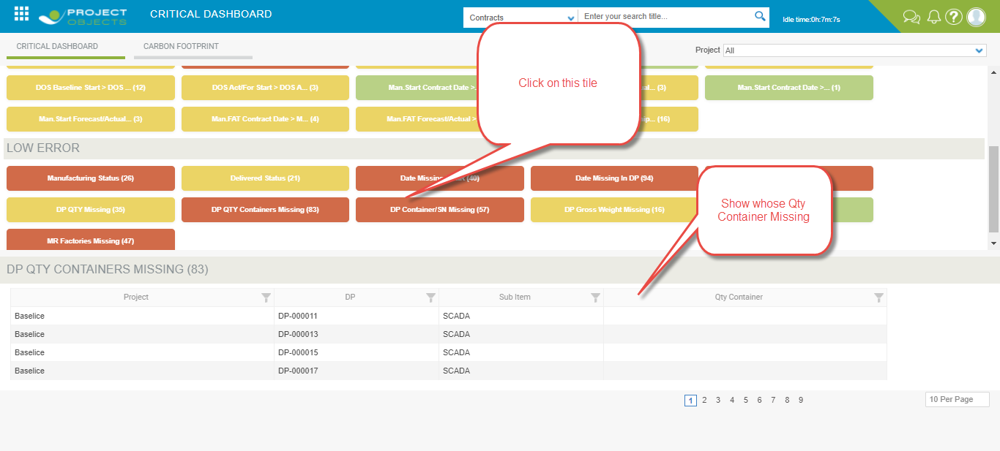 PROJECT
OBJECTS
CRITICAL DASHBOARD
Contracts
Enter your search title...
Idle time:0h:7m:7s
?
CRITICAL DASHBOARD
CARBON FOOTPRINT
Project
All
DOS Baseline Start > DOS ... (12)
DOS Act/For Start > DOS A... (3)
Man.Start Contract Date >.
al... (3)
Man.Start Contract Date >... (1)
Man.Start Forecast/Actual... (3)
Man.FAT Contract Date > M... (4)
Man.FAT Forecast/Actual >
ip... (16)
Click on this tile
LOW ERROR
Manufacturing Status (26)
Delivered Status (21)
Date Missing (40)
Date Missing In DP (94)
DP QTY Missing (35)
DP QTY Containers Missing (83)
DP Container/SN Missing (57)
DP Gross Weight Missing (16)
Show whose Qty
Container Missing
MR Factories Missing (47)
DP QTY CONTAINERS MISSING (83)
Project
DP
Sub Item
Qty Container
Baselice DP-000011 SCADA
Baselice DP-000013 SCADA
Baselice DP-000015 SCADA
Baselice DP-000017 SCADA
1 2 3 4 5 6 7 8 9
10 Per Page